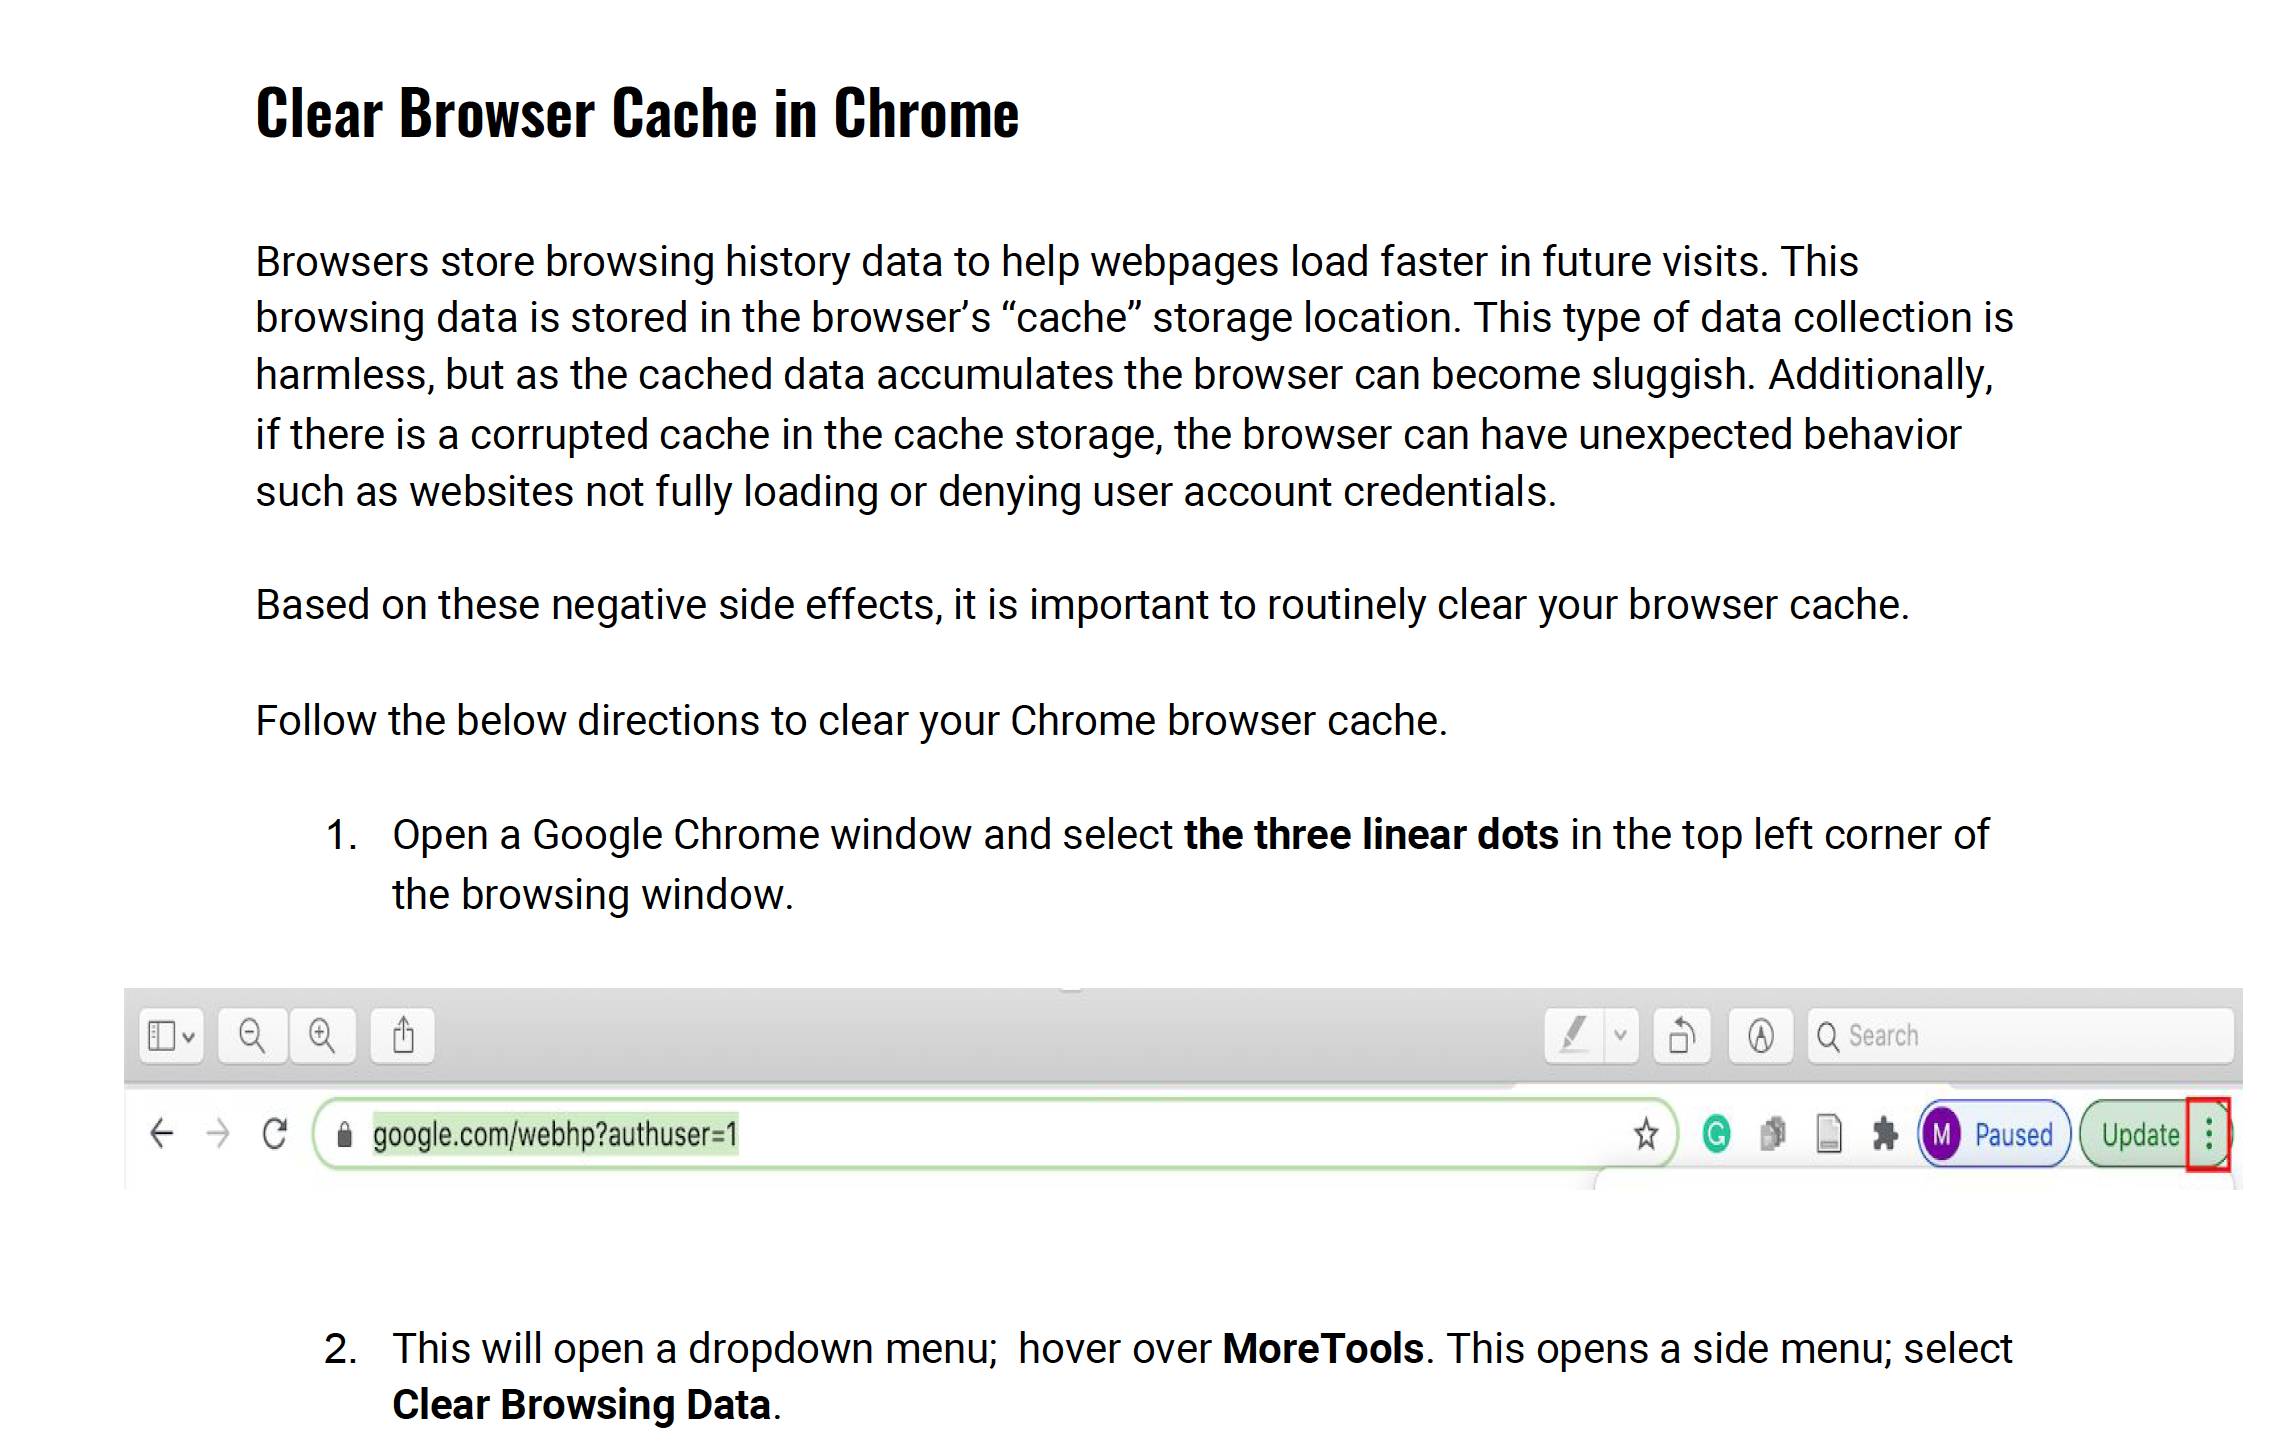 Clear Browser Cache in Chrome
Browsers store browsing history data to help webpages load faster in future visits. This
browsing data is stored in the browser’s “cache” storage location. This type of data collection is
harmless, but as the cached data accumulates the browser can become sluggish. Additionally,
if there is a corrupted cache in the cache storage, the browser can have unexpected behavior
such as websites not fully loading or denying user account credentials.
Based on these negative side effects, it is important to routinely clear your browser cache.
Follow the below directions to clear your Chrome browser cache.
1. Open a Google Chrome window and select the three linear dots in the top left corner of
the browsing window.
Search
google.com/webhp?authuser=1 G M Paused Update
2. This will open a dropdown menu;  hover over MoreTools. This opens a side menu; select
Clear Browsing Data.